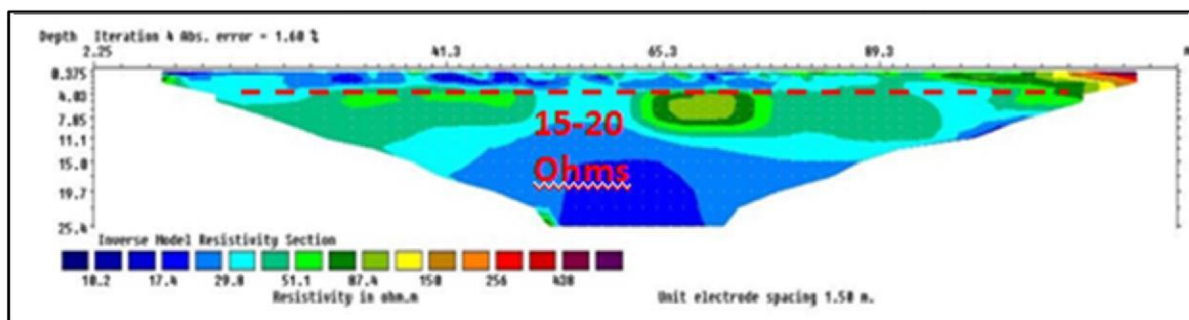 Depth Iteration 4 Abs. error = 1.60 %
2.25 41.3 65.3 89.3
0.375
4.03
7.05
11.1
15.0
19.7
25.4
15-20
Ohms
Inverse Model Resistivity Section
10.2 17.4 29.8 51.1 87.4 150 256 438
Resistivity in ohm.m Unit electrode spacing 1.50 m.